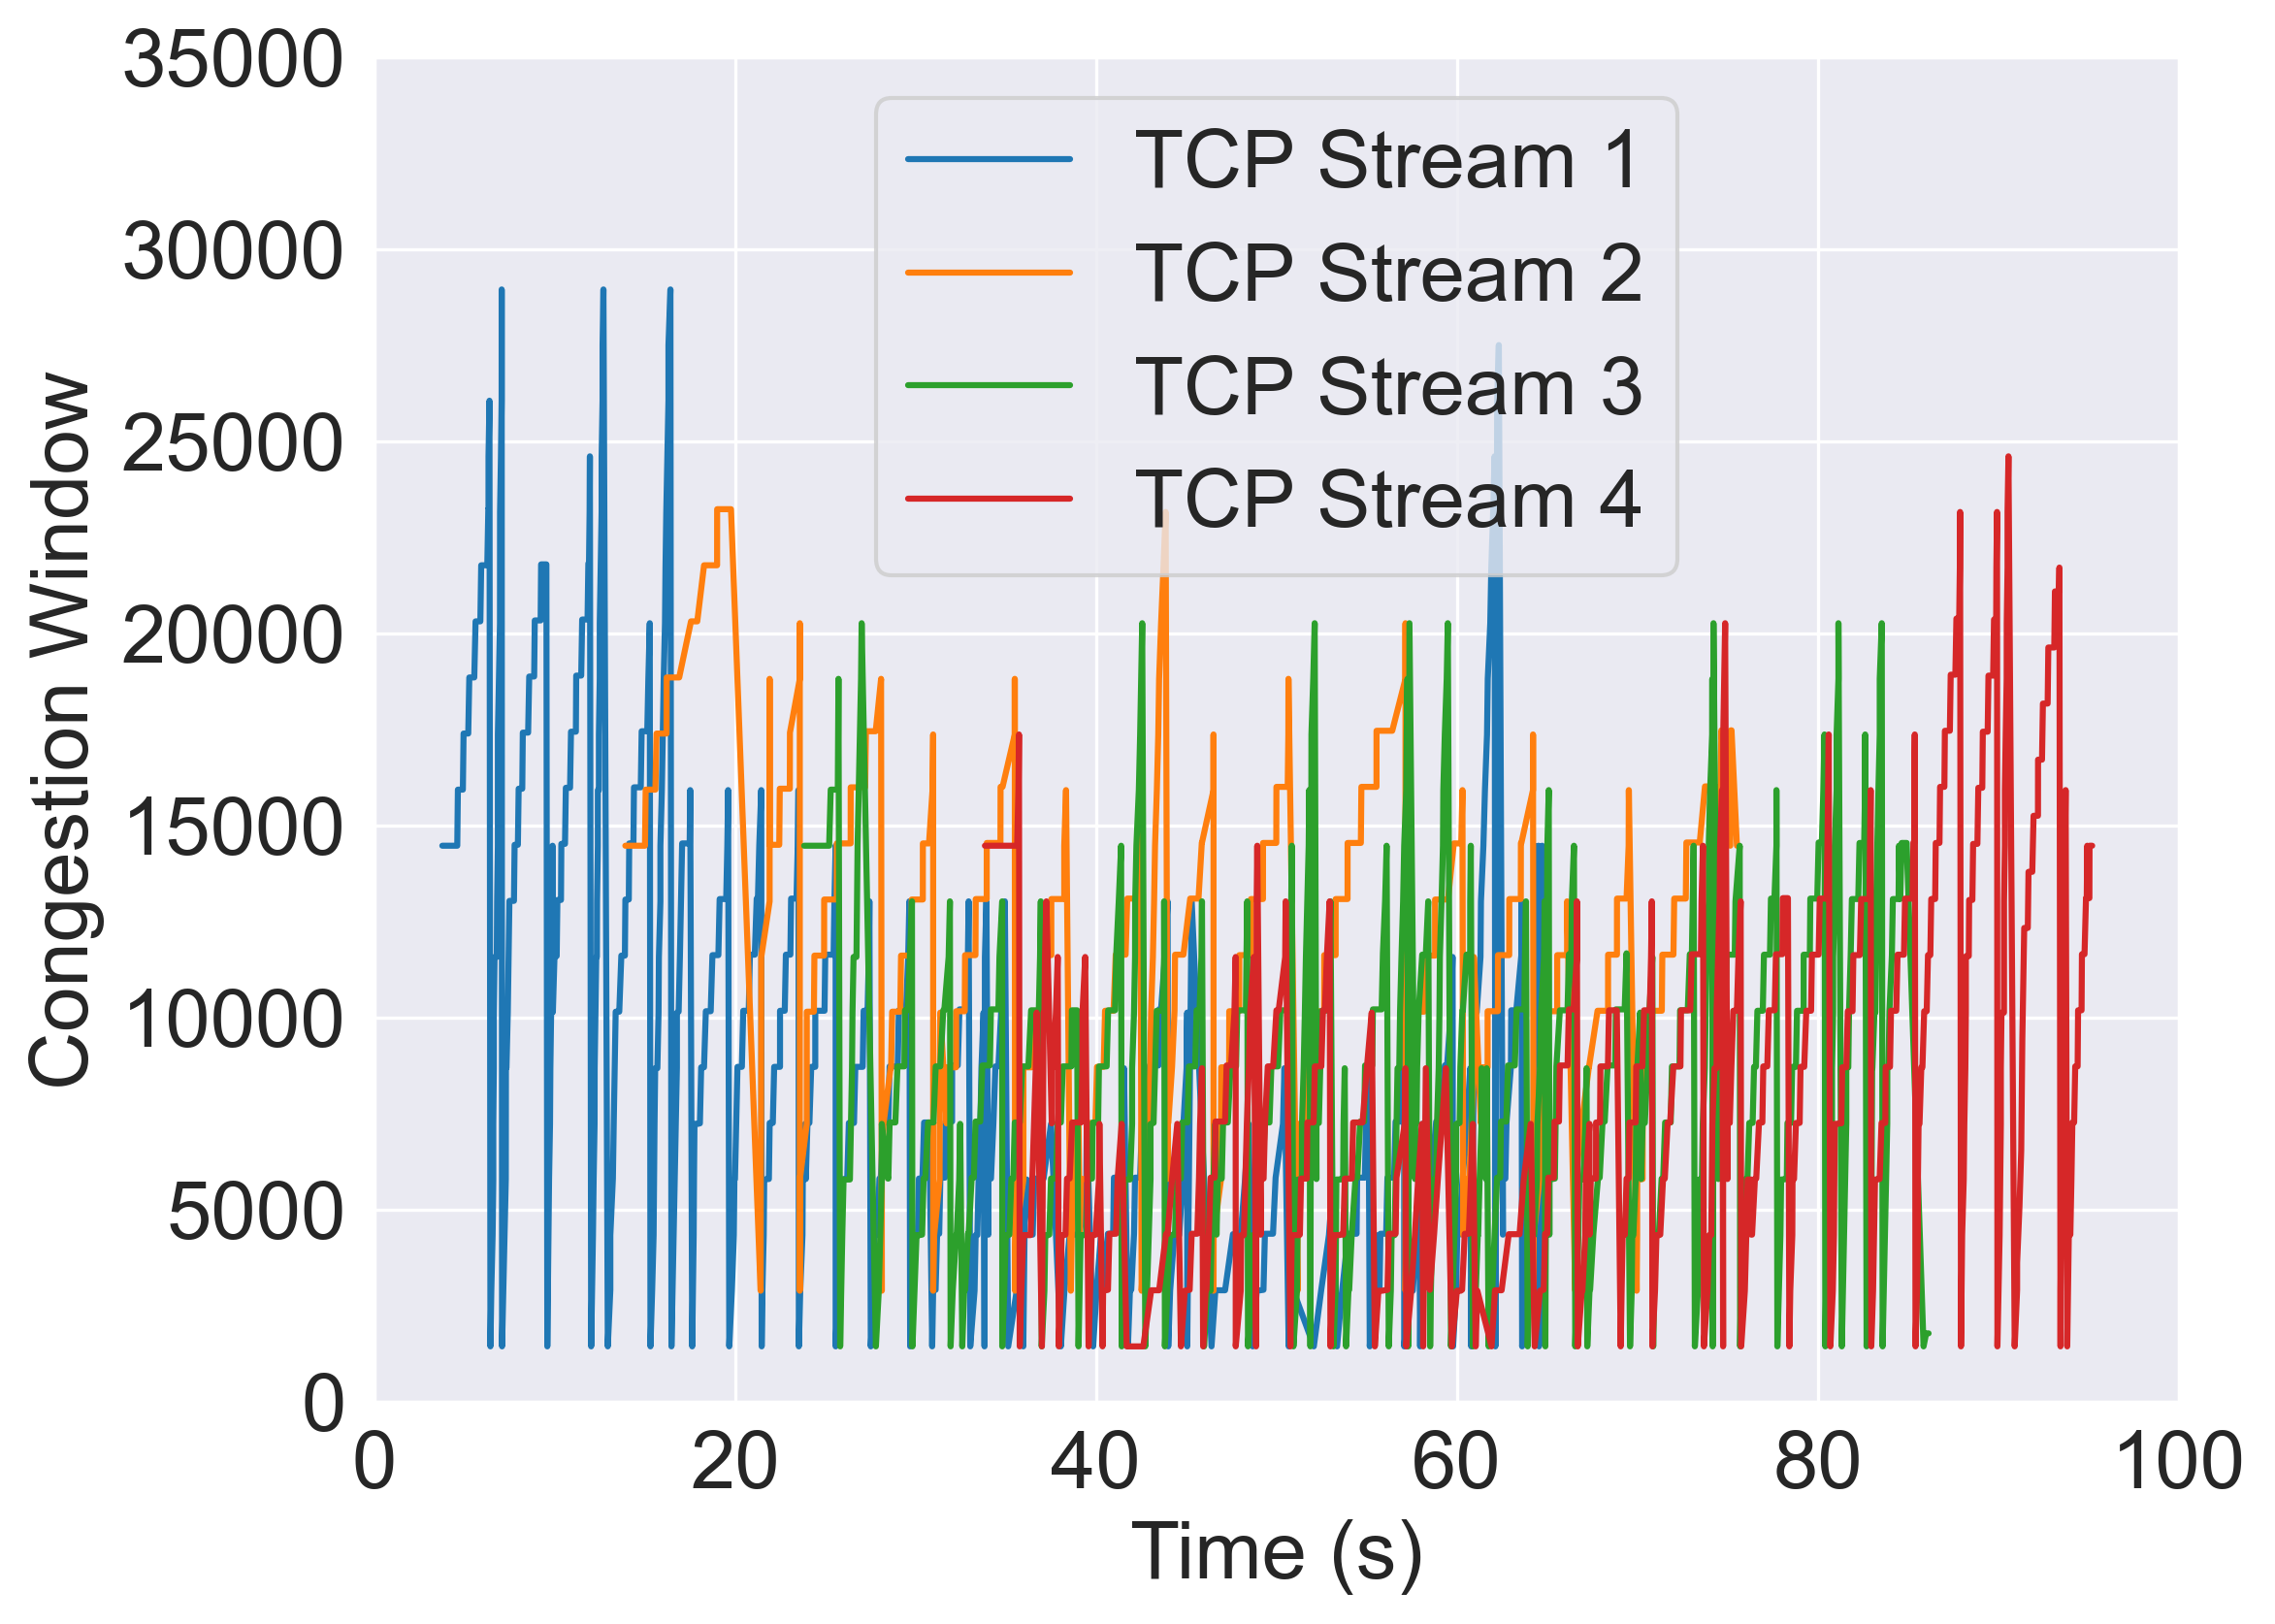 35000
30000
25000
20000
15000
10000
5000
0
Congestion Window
TCP Stream 1
TCP Stream 2
TCP Stream 3
TCP Stream 4
0 20 40 60 80 100
Time (s)